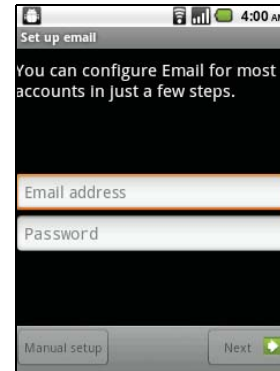 4:00 AM
Set up email
You can configure Email for most
accounts in just a few steps.
Email address
Password
Manual setup
Next